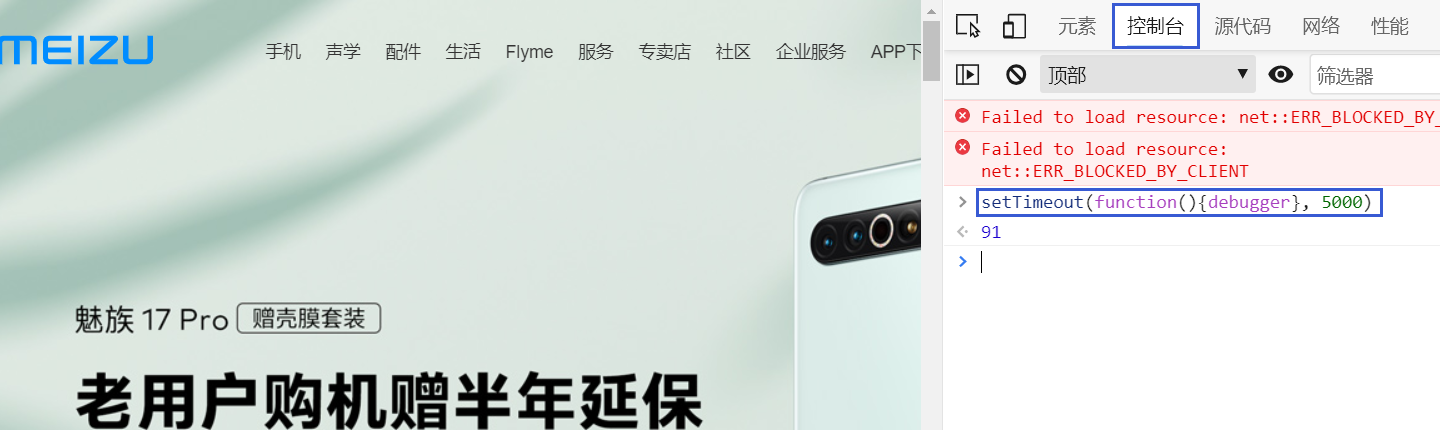 MEIZU
手机 声学 配件 生活 Flyme 服务 专卖店 社区 企业服务 APP下
魅族 17 Pro 赠壳膜套装
老用户购机赠半年延保
元素 控制台 源代码 网络 性能
顶部 ▼ 筛选器
Failed to load resource: net::ERR_BLOCKED_BY_
Failed to load resource:
net::ERR_BLOCKED_BY_CLIENT
setTimeout(function(){debugger}, 5000)
91